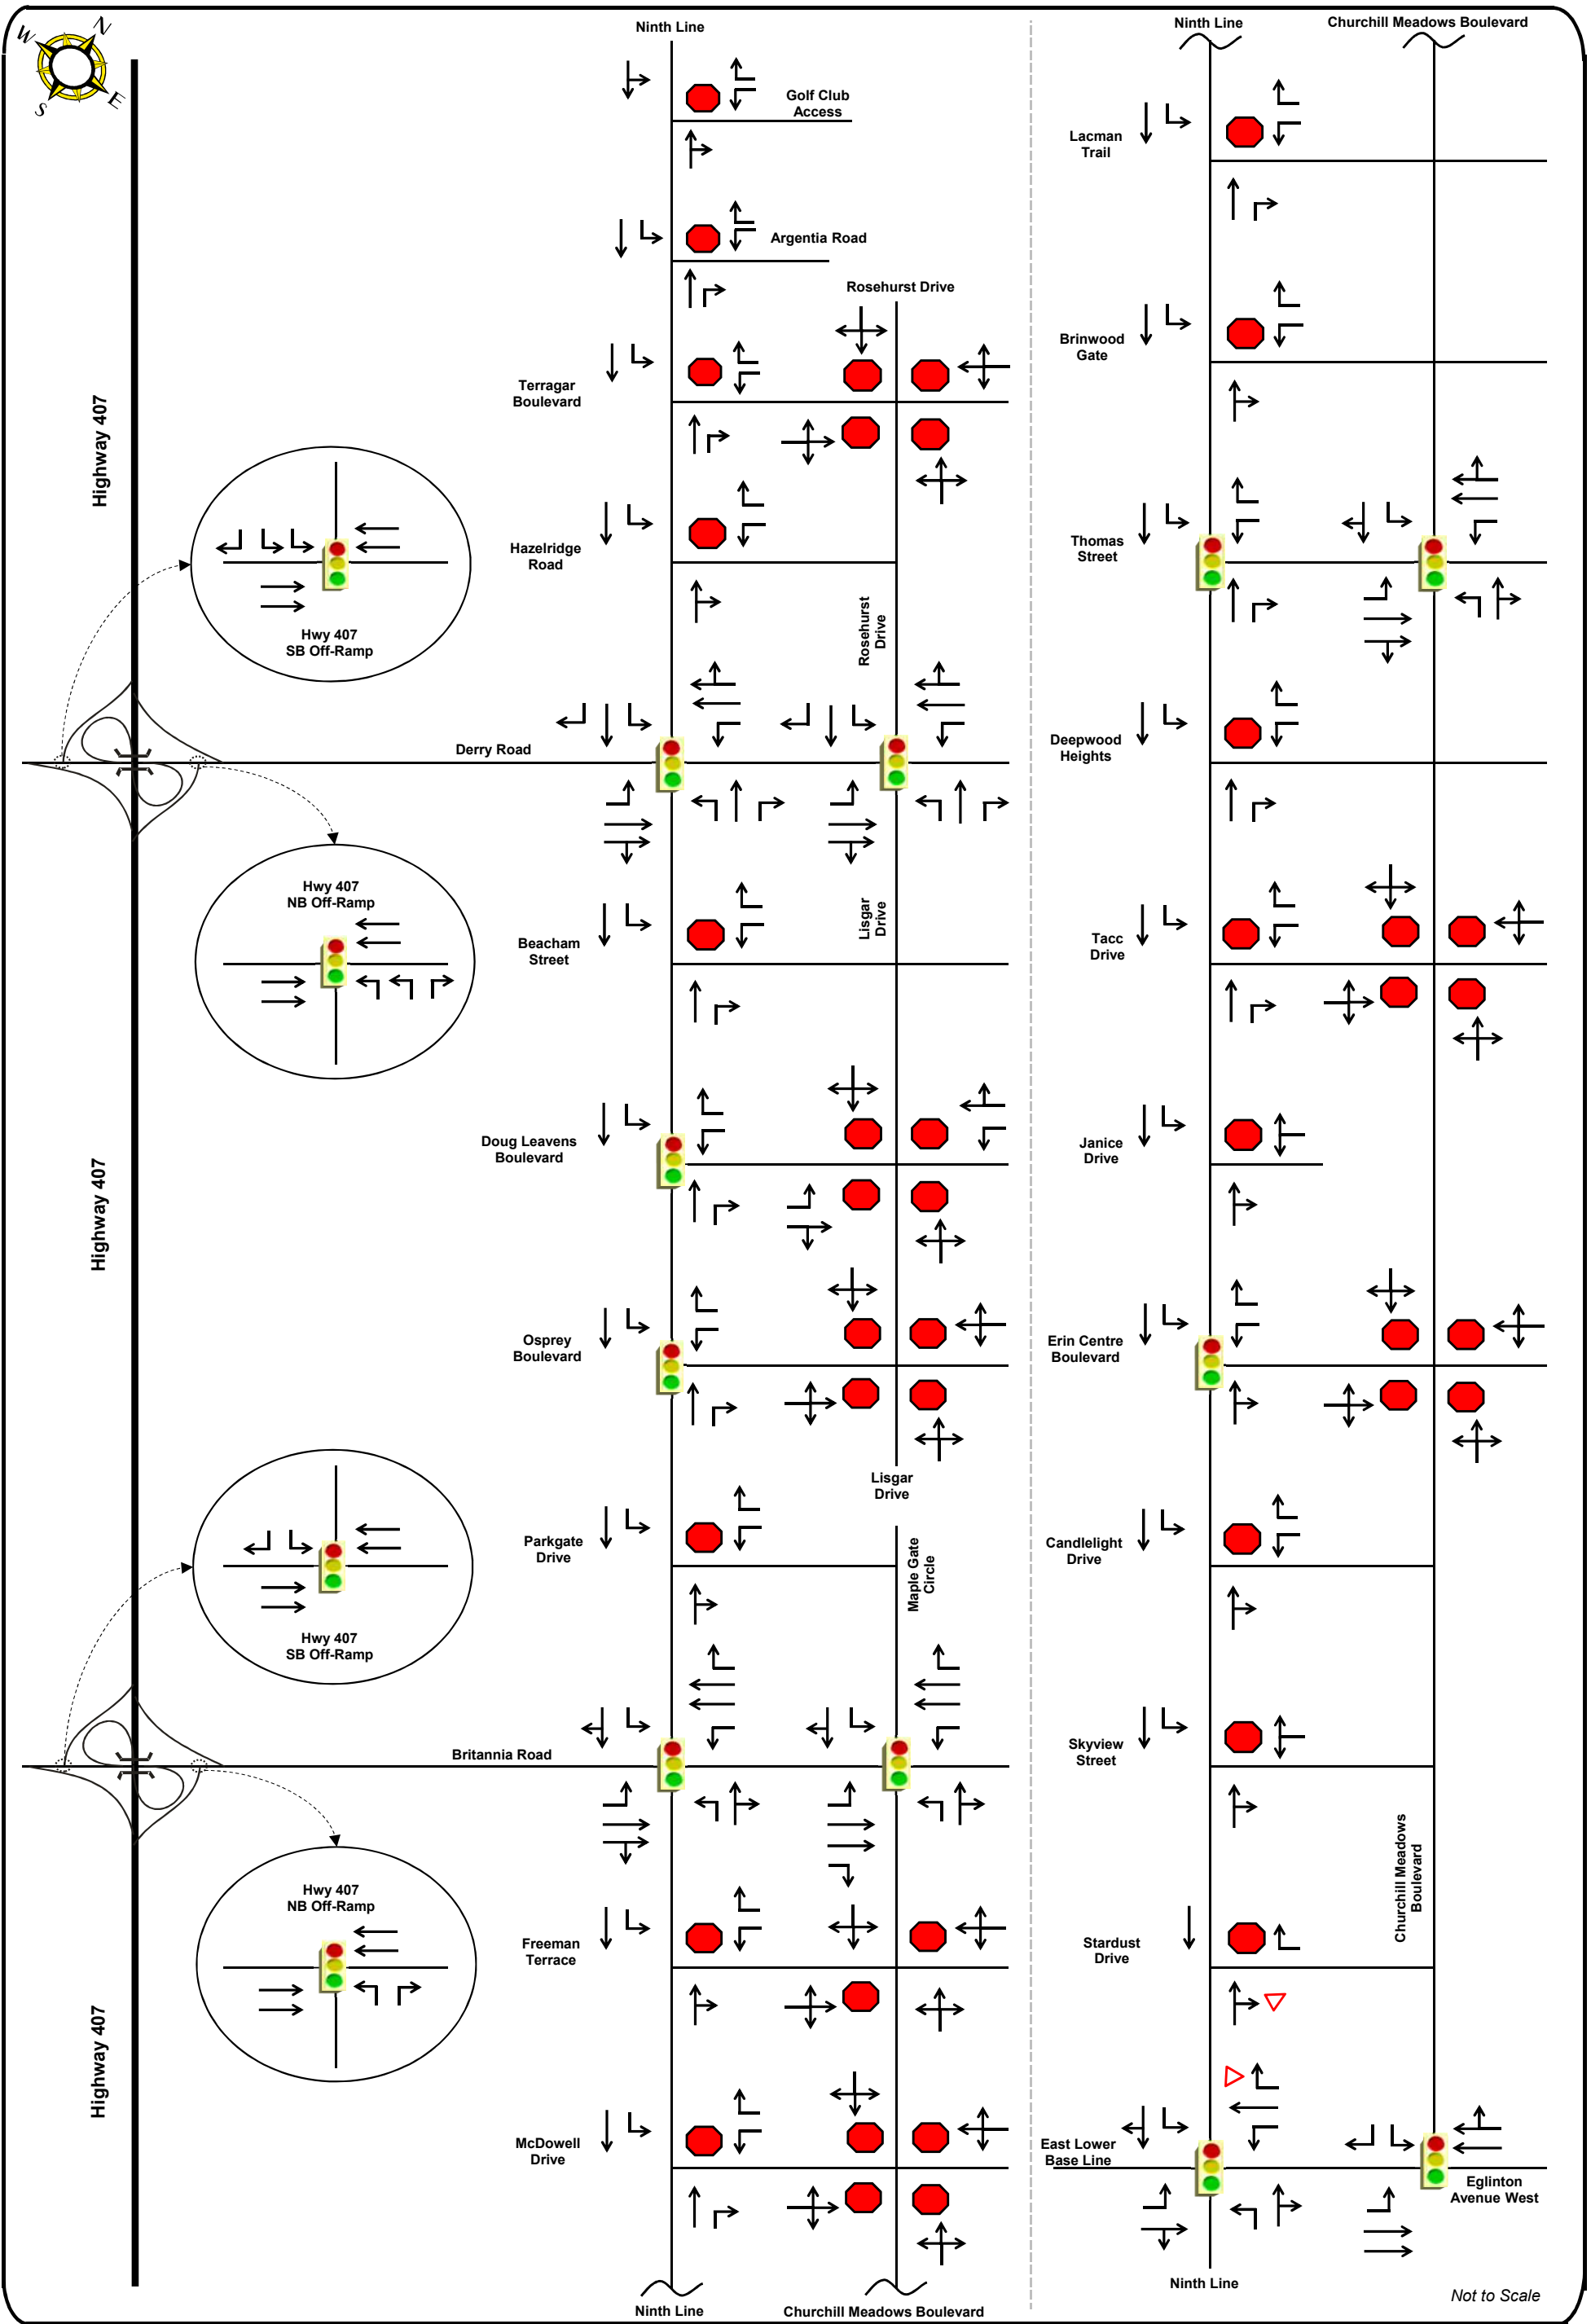 N
W
S
E
Highway 407
Highway 407
Highway 407
Hwy 407
SB Off-Ramp
Hwy 407
NB Off-Ramp
Hwy 407
SB Off-Ramp
Hwy 407
NB Off-Ramp
Ninth Line
Golf Club
Access
Argentia Road
Rosehurst Drive
Terragar
Boulevard
Hazelridge
Road
Rosehurst
Drive
Derry Road
Beacham
Street
Lisgar
Drive
Doug Leavens
Boulevard
Osprey
Boulevard
Lisgar
Drive
Parkgate
Drive
Maple Gate
Circle
Britannia Road
Freeman
Terrace
McDowell
Drive
Ninth Line
Churchill Meadows Boulevard
Ninth Line
Churchill Meadows Boulevard
Lacman
Trail
Brinwood
Gate
Thomas
Street
Deepwood
Heights
Tacc
Drive
Janice
Drive
Erin Centre
Boulevard
Candlelight
Drive
Skyview
Street
Churchill Meadows
Boulevard
Stardust
Drive
East Lower
Base Line
Eglinton
Avenue West
Ninth Line
Not to Scale